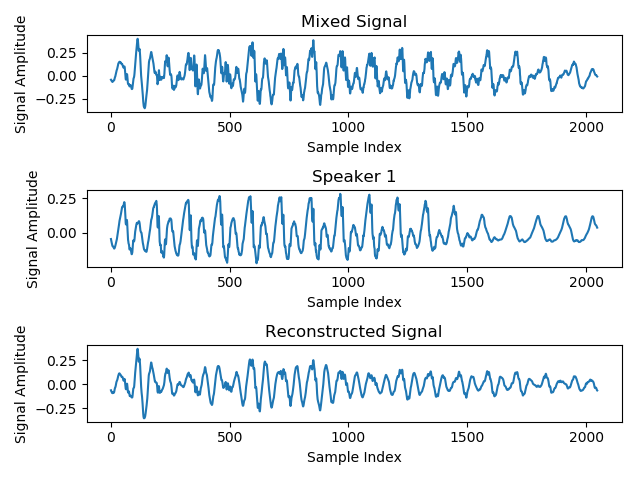 Mixed Signal
Signal Amplitude
0.25
0.00
−0.25
0 500 1000 1500 2000
Sample Index
Speaker 1
Signal Amplitude
0.25
0.00
0 500 1000 1500 2000
Sample Index
Reconstructed Signal
Signal Amplitude
0.25
0.00
−0.25
0 500 1000 1500 2000
Sample Index